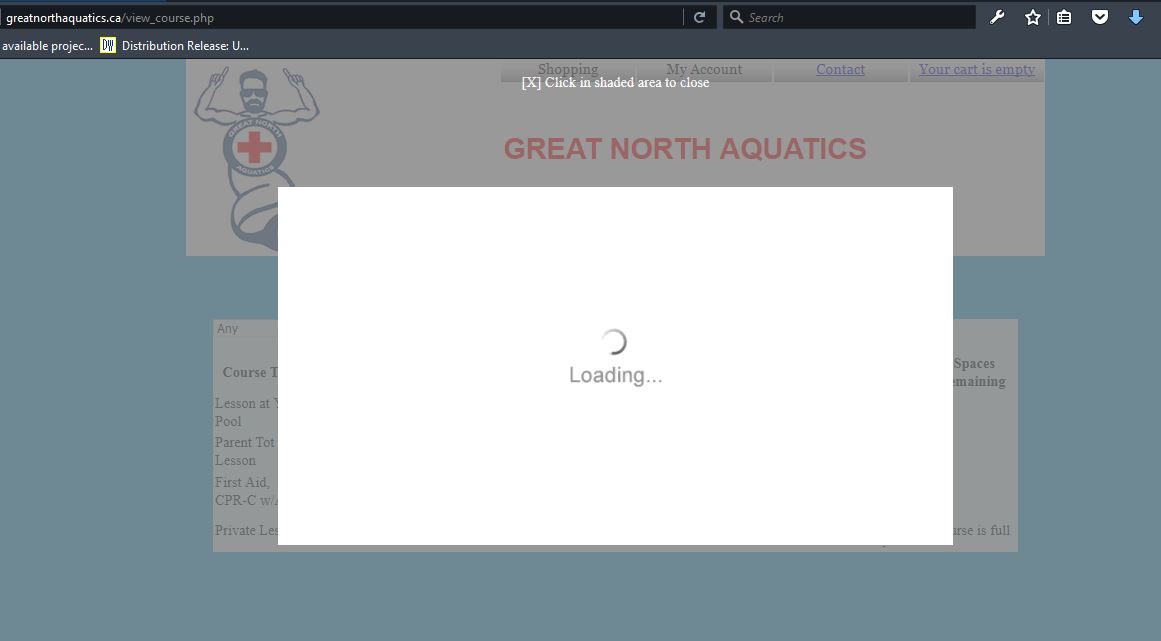 greatnorthaquatics.ca/view_course.php
Search
available projec...
DW
Distribution Release: U...
Shopping
My Account
Contact
Your cart is empty
[X] Click in shaded area to close
GREAT NORTH
AQUATICS
GREAT NORTH AQUATICS
Loading...
Any
Course T
Spaces
emaining
Lesson at Y
Pool
Parent Tot
Lesson
First Aid,
CPR-C w/A
Private Les
urse is full